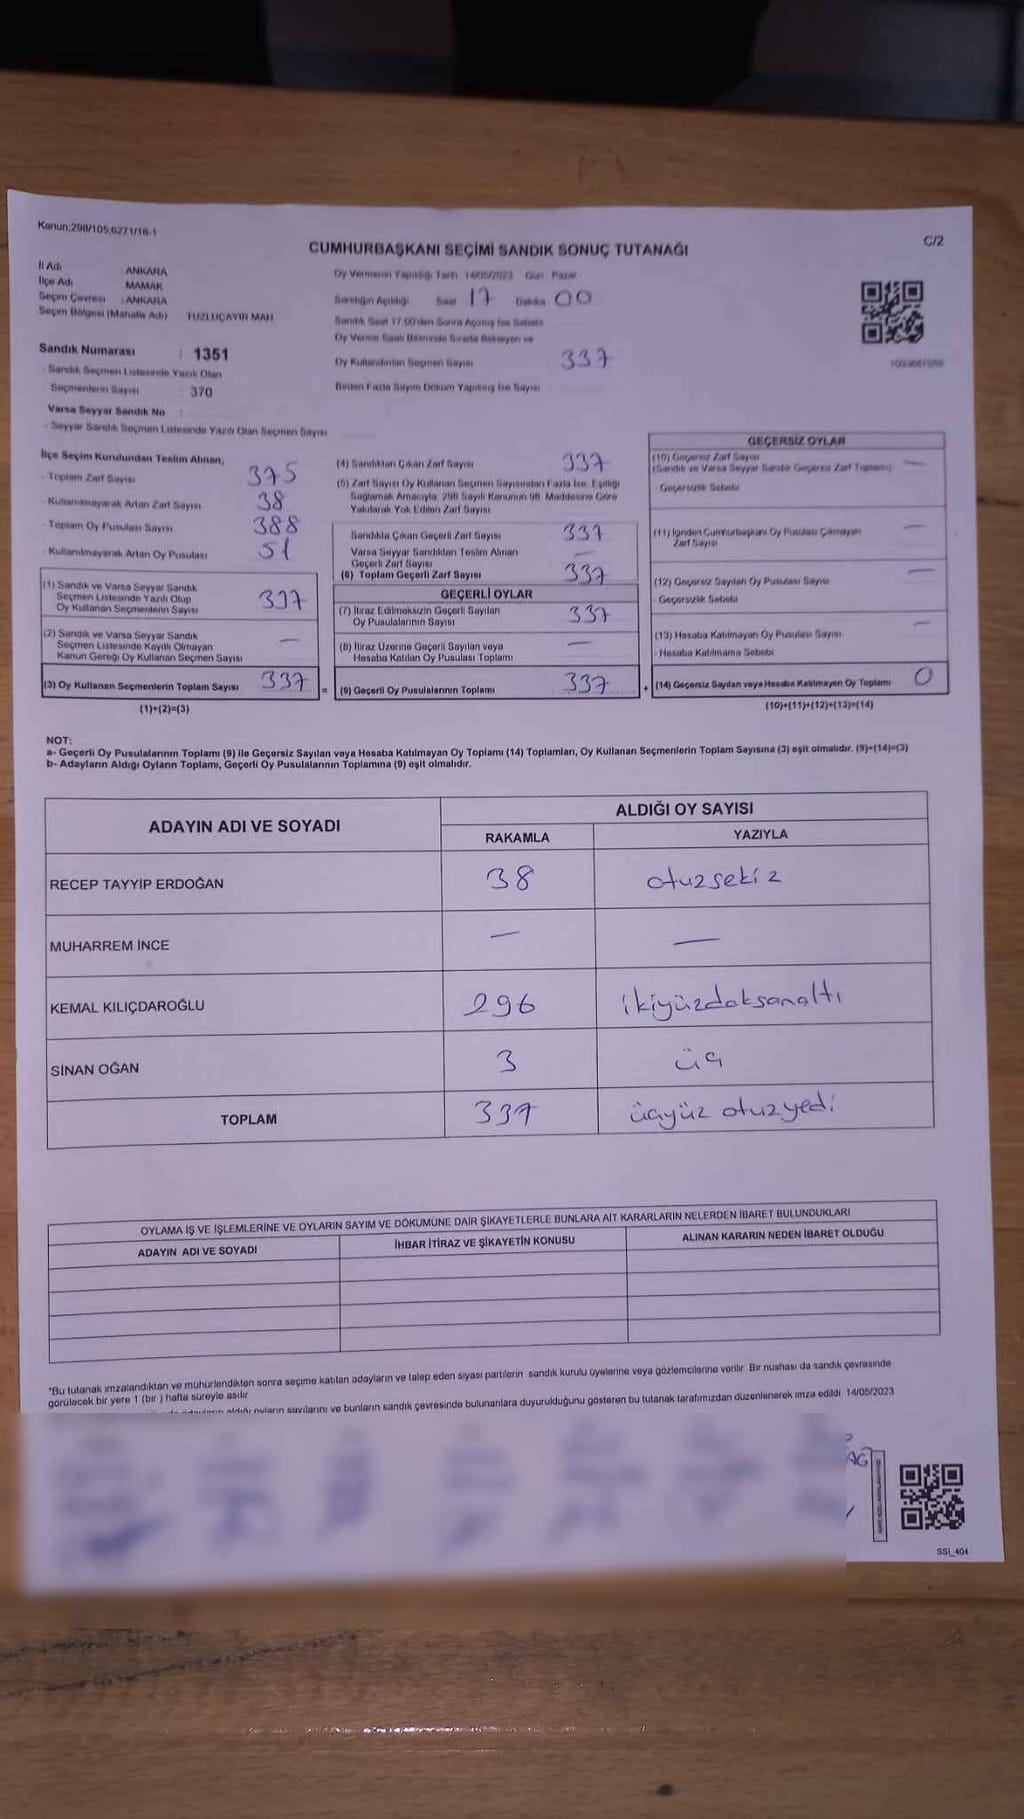 Kanun,298/105,6271/16-1
C/2
CUMHURBAŞKANI SEÇİMİ SANDIK SONUÇ TUTANAĞI
İl Adı ANKARA
İlçe Adı MAMAK
Seçim Çevresi : ANKARA
Seçim Bölgesi (Mahalle Adı) TUZLUÇAYIR MAH
Sandık Numarası : 1351
- Sandık Seçmen Listesinde Yazılı Olan
Seçmenlerin Sayısı : 370
Varsa Seyyar Sandık No :
- Seyyar Sandık Seçmen Listesinde Yazılı Olan Seçmen Sayısı
Oy Vermenin Yapıldığı Tarih 14/05/2023 Gün Pazar
Sandığın Açıldığı Saat 17 Dakika 00
Sandık Saat 17:00'den Sonra Açılmış İse Sebebi
Oy Verme Saati Bitiminde Sırada Bekleyen ve
Oy Kullandırılan Seçmen Sayısı 337
Birden Fazla Sayım Döküm Yapılmış İse Sayısı
İlçe Seçim Kurulundan Teslim Alınan;
- Toplam Zarf Sayısı 375
- Kullanılmayarak Artan Zarf Sayısı 38
- Toplam Oy Pusulası Sayısı 388
- Kullanılmayarak Artan Oy Pusulası 51
(1) Sandık ve Varsa Seyyar Sandık
Seçmen Listesinde Yazılı Olup
Oy Kullanan Seçmenlerin Sayısı 337
(2) Sandık ve Varsa Seyyar Sandık
Seçmen Listesinde Kayıtlı Olmayan
Kanun Gereği Oy Kullanan Seçmen Sayısı —
(3) Oy Kullanan Seçmenlerin Toplam Sayısı 337 =
(1)+(2)=(3)
(4) Sandıktan Çıkan Zarf Sayısı 337
(5) Zarf Sayısı Oy Kullanan Seçmen Sayısından Fazla İse, Eşitliği
Sağlamak Amacıyla, 298 Sayılı Kanunun 98. Maddesine Göre
Yakılarak Yok Edilen Zarf Sayısı
Sandıkta Çıkan Geçerli Zarf Sayısı 337
Varsa Seyyar Sandıktan Teslim Alınan
Geçerli Zarf Sayısı —
(6) Toplam Geçerli Zarf Sayısı 337
GEÇERLİ OYLAR
(7) İtiraz Edilmeksizin Geçerli Sayılan
Oy Pusulalarının Sayısı 337
(8) İtiraz Üzerine Geçerli Sayılan veya
Hesaba Katılan Oy Pusulası Toplamı —
(9) Geçerli Oy Pusulalarının Toplamı 337 +
GEÇERSİZ OYLAR
(10) Geçersiz Zarf Sayısı —
(Sandık ve Varsa Seyyar Sandık Geçersiz Zarf Toplamı)
- Geçersizlik Sebebi
(11) İçinden Cumhurbaşkanı Oy Pusulası Çıkmayan —
Zarf Sayısı
(12) Geçersiz Sayılan Oy Pusulası Sayısı —
- Geçersizlik Sebebi
(13) Hesaba Katılmayan Oy Pusulası Sayısı —
- Hesaba Katılmama Sebebi
(14) Geçersiz Sayılan veya Hesaba Katılmayan Oy Toplamı 0
(10)+(11)+(12)+(13)=(14)
NOT:
a- Geçerli Oy Pusulalarının Toplamı (9) ile Geçersiz Sayılan veya Hesaba Katılmayan Oy Toplamı (14) Toplamları, Oy Kullanan Seçmenlerin Toplam Sayısına (3) eşit olmalıdır. (9)+(14)=(3)
b- Adayların Aldığı Oyların Toplamı, Geçerli Oy Pusulalarının Toplamına (9) eşit olmalıdır.
ADAYIN ADI VE SOYADI
ALDIĞI OY SAYISI
RAKAMLA YAZIYLA
RECEP TAYYİP ERDOĞAN 38 otuzsekiz
MUHARREM İNCE — —
KEMAL KILIÇDAROĞLU 296 ikiyüzdoksanaltı
SİNAN OĞAN 3 üç
TOPLAM 337 üçyüz otuzyedi
OYLAMA İŞ VE İŞLEMLERİNE VE OYLARIN SAYIM VE DÖKÜMÜNE DAİR ŞİKAYETLERLE BUNLARA AİT KARARLARIN NELERDEN İBARET BULUNDUKLARI
ADAYIN ADI VE SOYADI İHBAR İTİRAZ VE ŞİKAYETİN KONUSU ALINAN KARARIN NEDEN İBARET OLDUĞU
*Bu tutanak imzalandıktan ve mühürlendikten sonra seçime katılan adayların ve talep eden siyasi partilerin sandık kurulu üyelerine veya gözlemcilerine verilir. Bir nüshası da sandık çevresinde
görülecek bir yere 1 (bir ) hafta süreyle asılır
aldığı oyların sayılarını ve bunların sandık çevresinde bulunanlara duyurulduğunu gösteren bu tutanak tarafımızdan düzenlenerek imza edildi. 14/05/2023
SSI_404